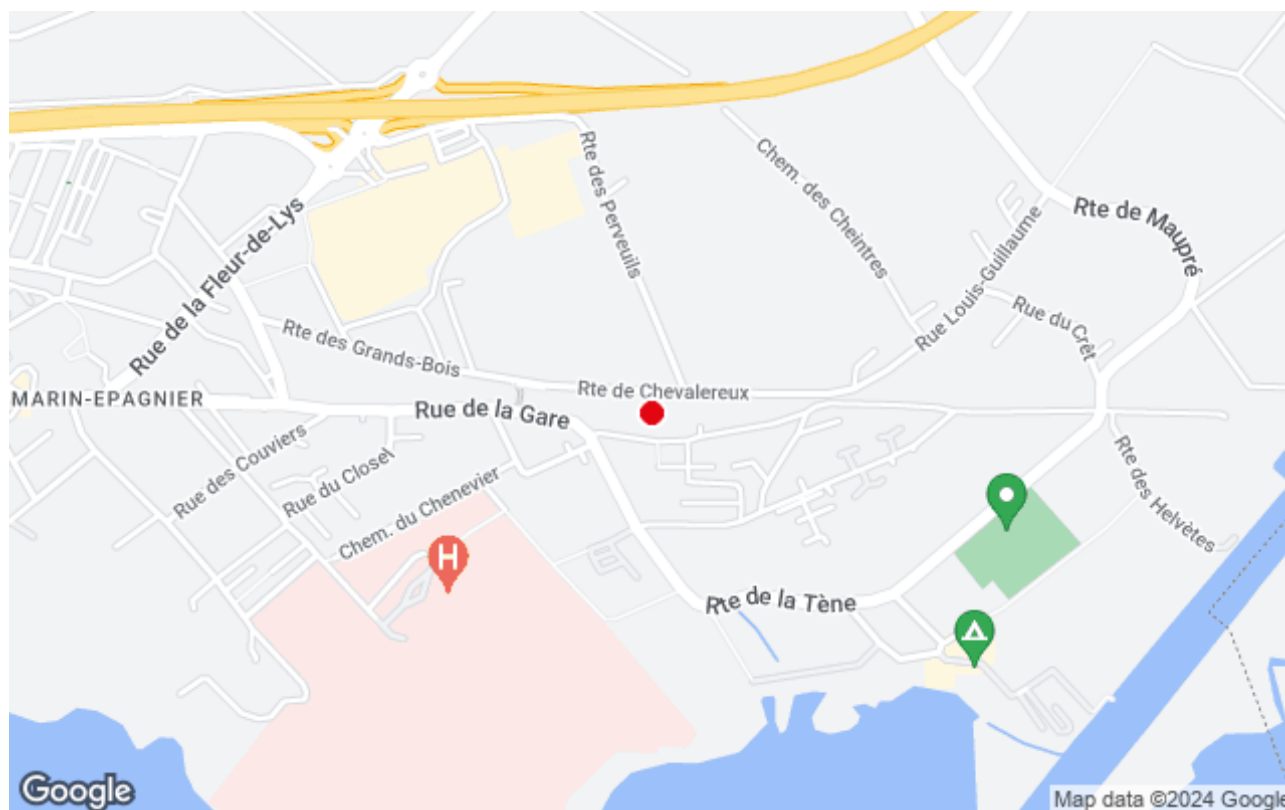 Rte des Perveuils
Chem. des Cheintres
Rue de la Fleur-de-Lys
Rte de Maupré
Rue Louis-Guillaume
Rue du Crêt
Rte des Grands-Bois
MARIN-EPAGNIER
Rte de Chevalereux
Rue de la Gare
Rue des Couviers
Rue du Closel
Chem. du Chenevier
Rte des Helvètes
H
Rte de la Tène
Google
Map data ©2024 Google